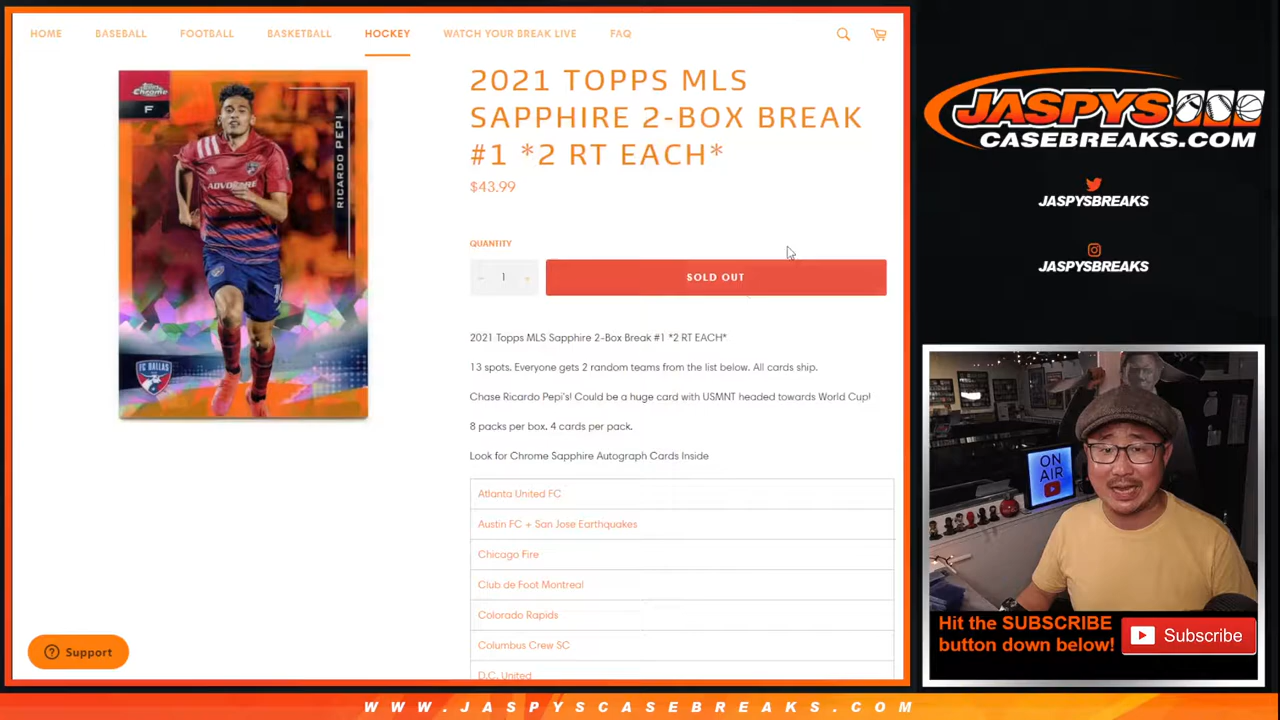 HOME BASEBALL FOOTBALL BASKETBALL HOCKEY WATCH YOUR BREAK LIVE FAQ
Topps Chrome
F
RICARDO PEPI
ADVOCARE
FC DALLAS
2021 TOPPS MLS
SAPPHIRE 2-BOX BREAK
#1 *2 RT EACH*
$43.99
QUANTITY
− 1 +
SOLD OUT
2021 Topps MLS Sapphire 2-Box Break #1 *2 RT EACH*
13 spots. Everyone gets 2 random teams from the list below. All cards ship.
Chase Ricardo Pepi's! Could be a huge card with USMNT headed towards World Cup!
8 packs per box. 4 cards per pack.
Look for Chrome Sapphire Autograph Cards Inside
Atlanta United FC
Austin FC + San Jose Earthquakes
Chicago Fire
Club de Foot Montreal
Colorado Rapids
Columbus Crew SC
D.C. United
Support
JASPYS
CASEBREAKS.COM
JASPYSBREAKS
JASPYSBREAKS
ON
AIR
Hit the SUBSCRIBE
button down below!
Subscribe
WWW.JASPYSCASEBREAKS.COM